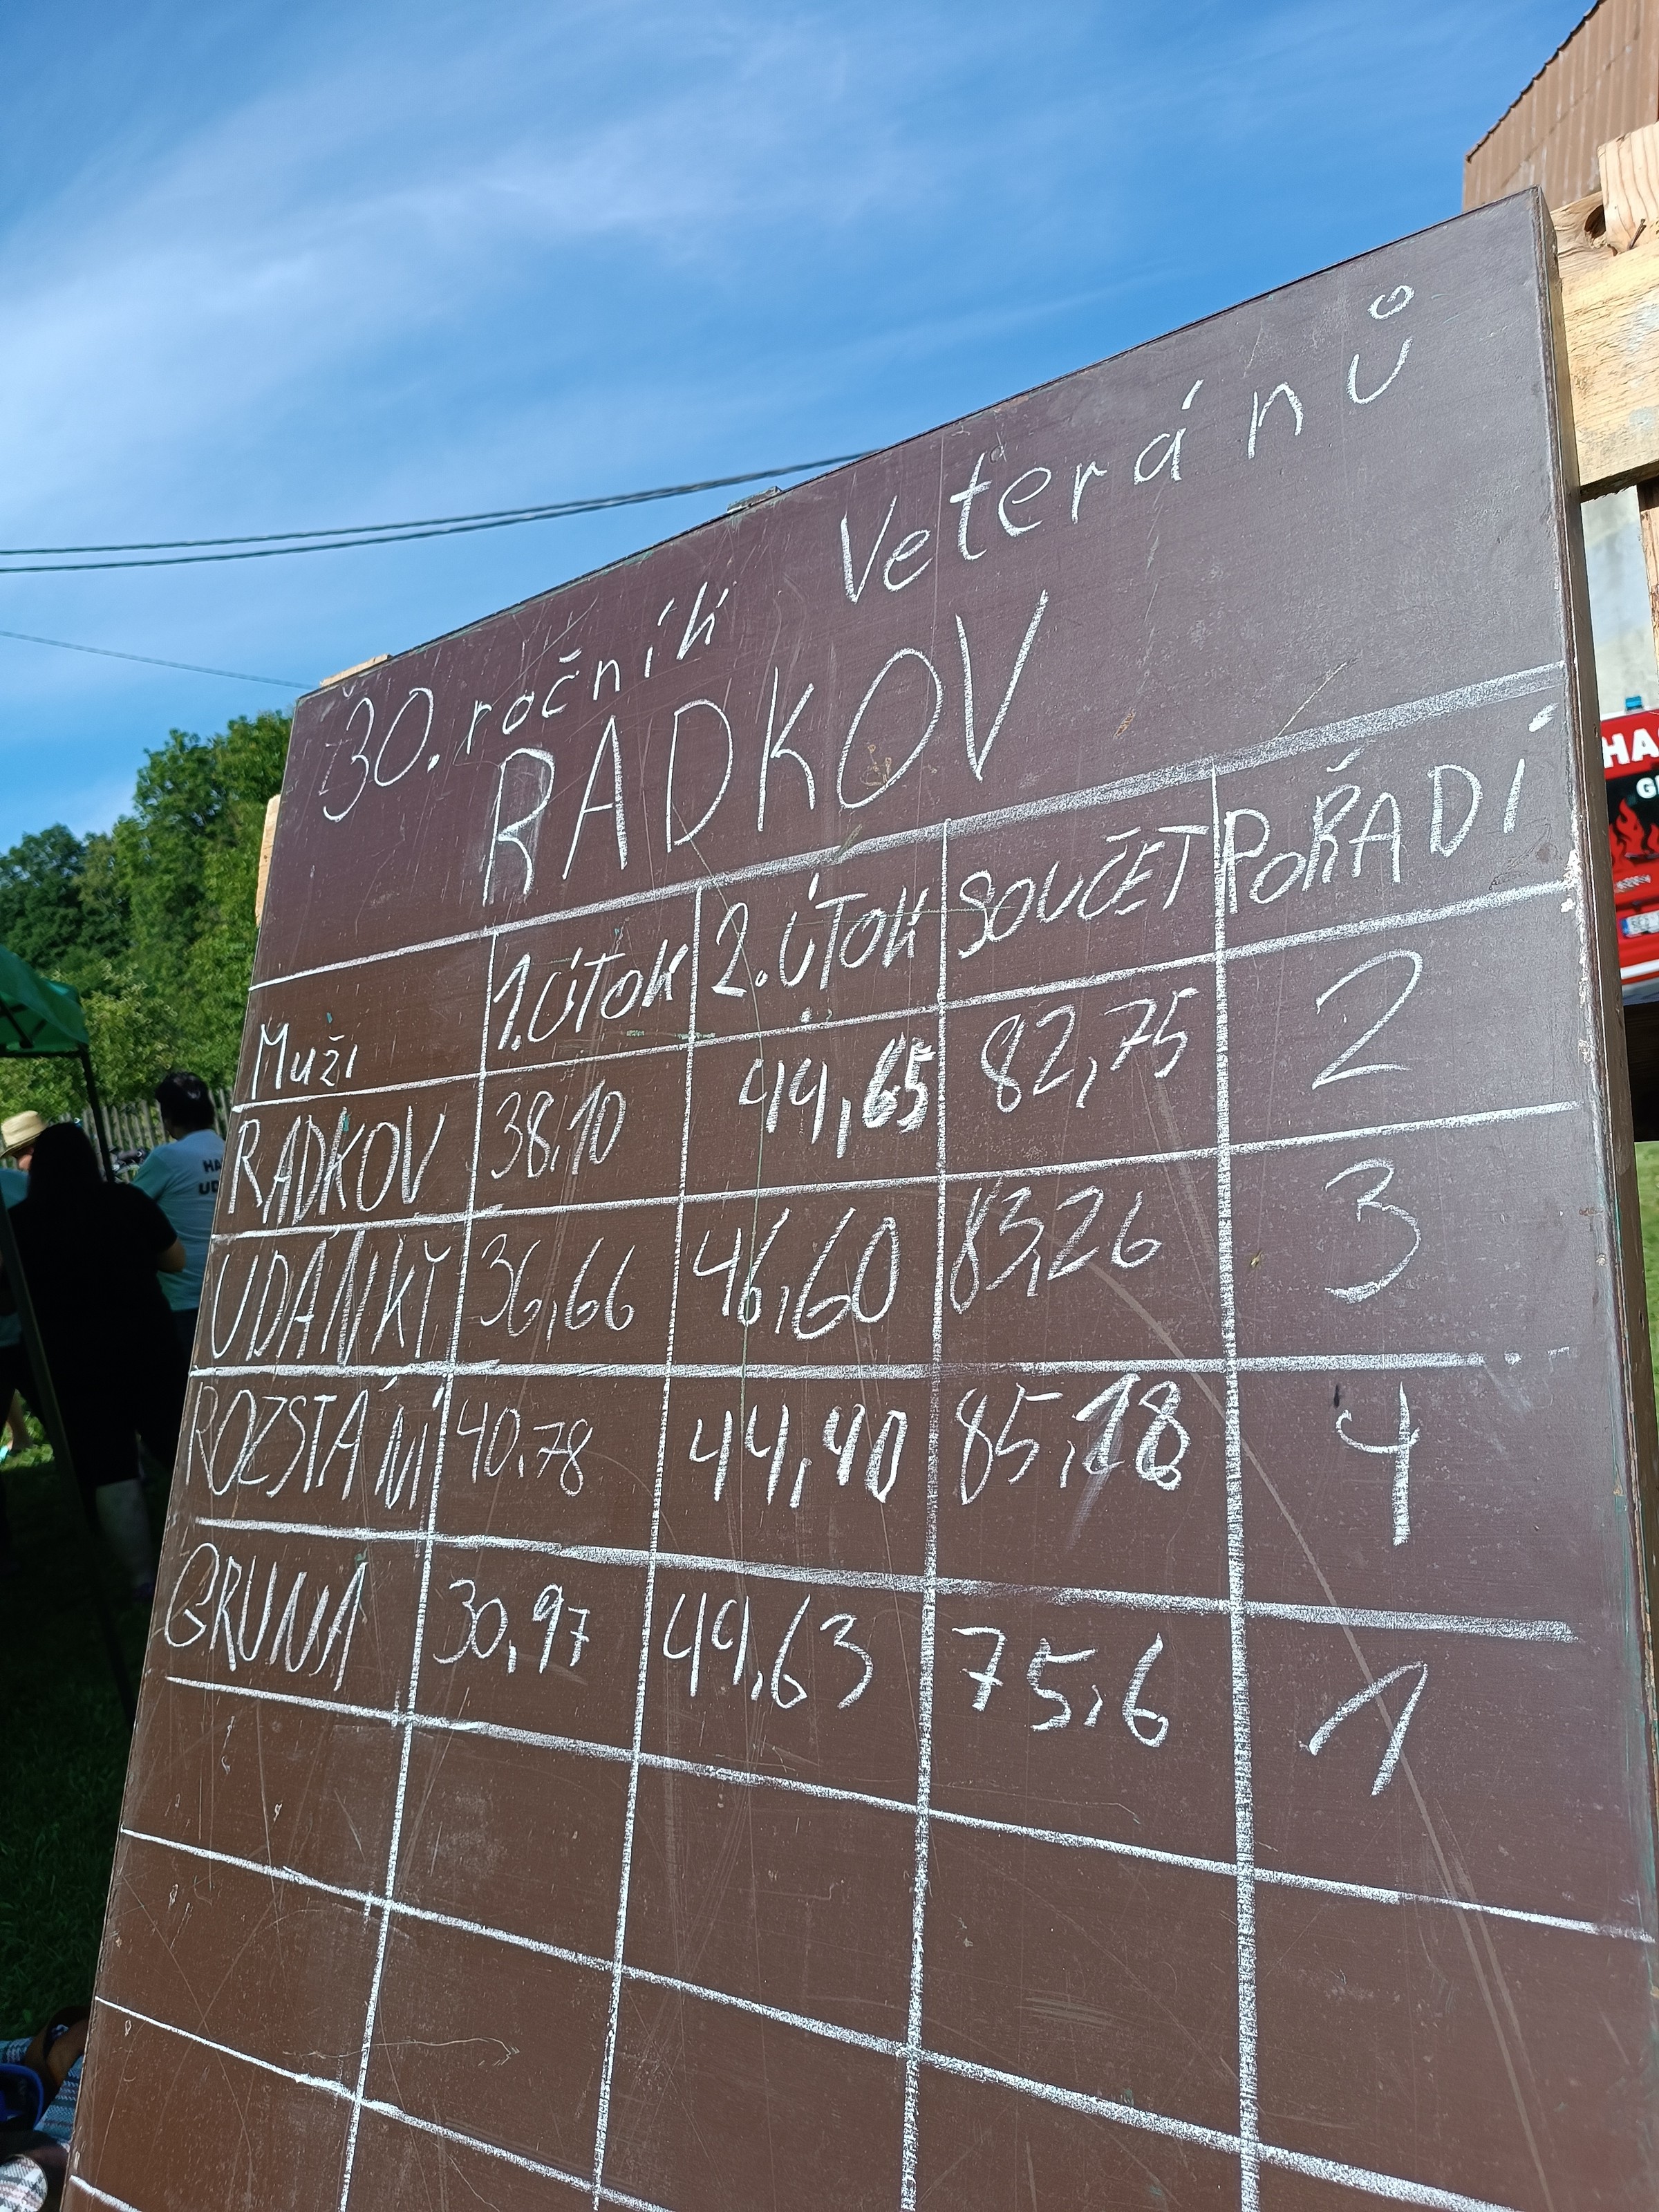 30. ročník Veteránů
RADKOV
Muži 1. ÚTOK 2. ÚTOK SOUČET POŘADÍ
RADKOV 38,10 44,65 82,75 2
UDÁNKY 36,66 46,60 83,26 3
ROZSTÁNÍ 40,78 44,40 85,18 4
GRUNA 30,97 44,63 75,6 1